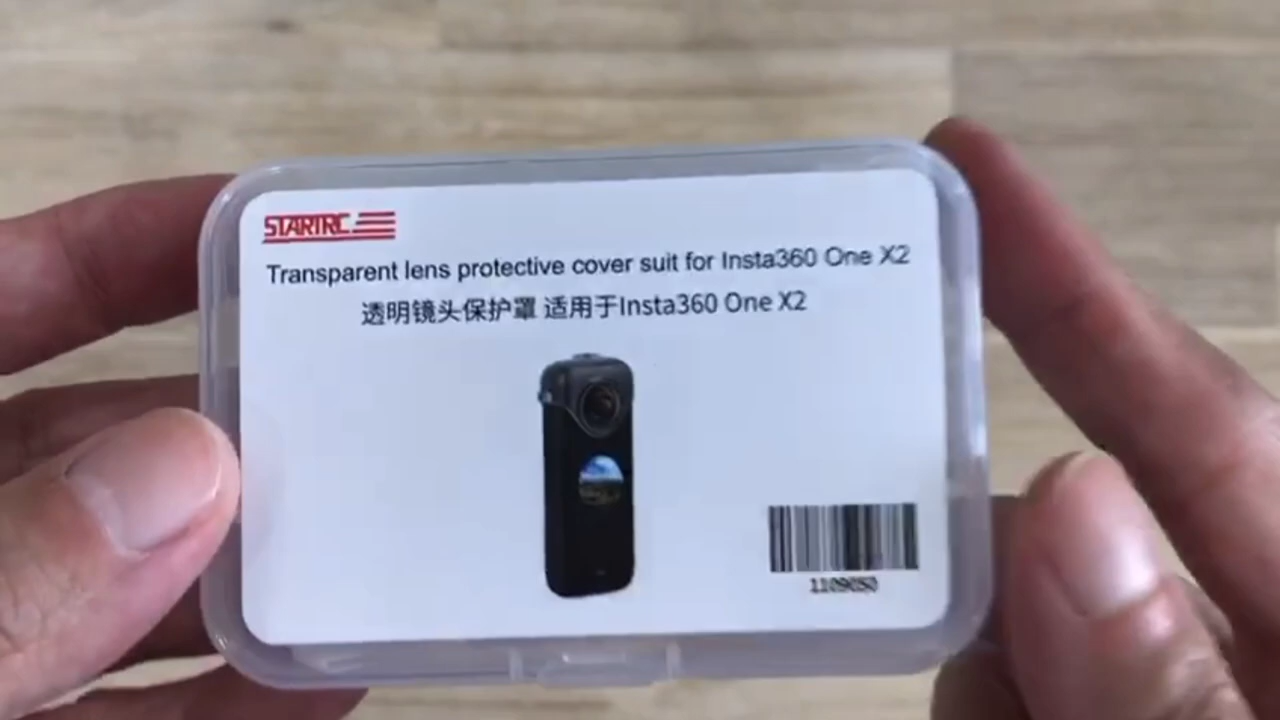 STARTRC
Transparent lens protective cover suit for Insta360 One X2
透明镜头保护罩 适用于Insta360 One X2
1109050